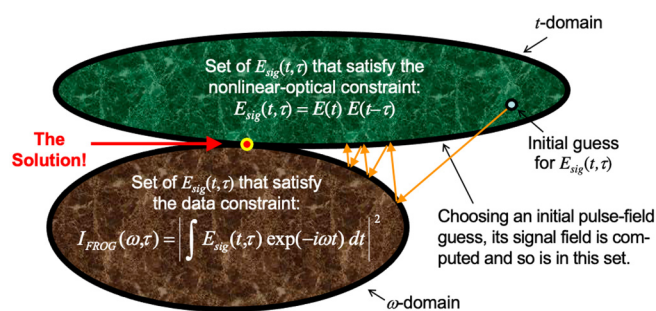 t-domain
Set of E_sig(t,τ) that satisfy the
nonlinear-optical constraint:
E_sig(t,τ) = E(t) E(t–τ)
The
Solution!
Initial guess
for E_sig(t,τ)
Set of E_sig(t,τ) that satisfy
the data constraint:
I_FROG(ω,τ) = |∫ E_sig(t,τ) exp(−iωt) dt|²
Choosing an initial pulse-field
guess, its signal field is com-
puted and so is in this set.
ω-domain